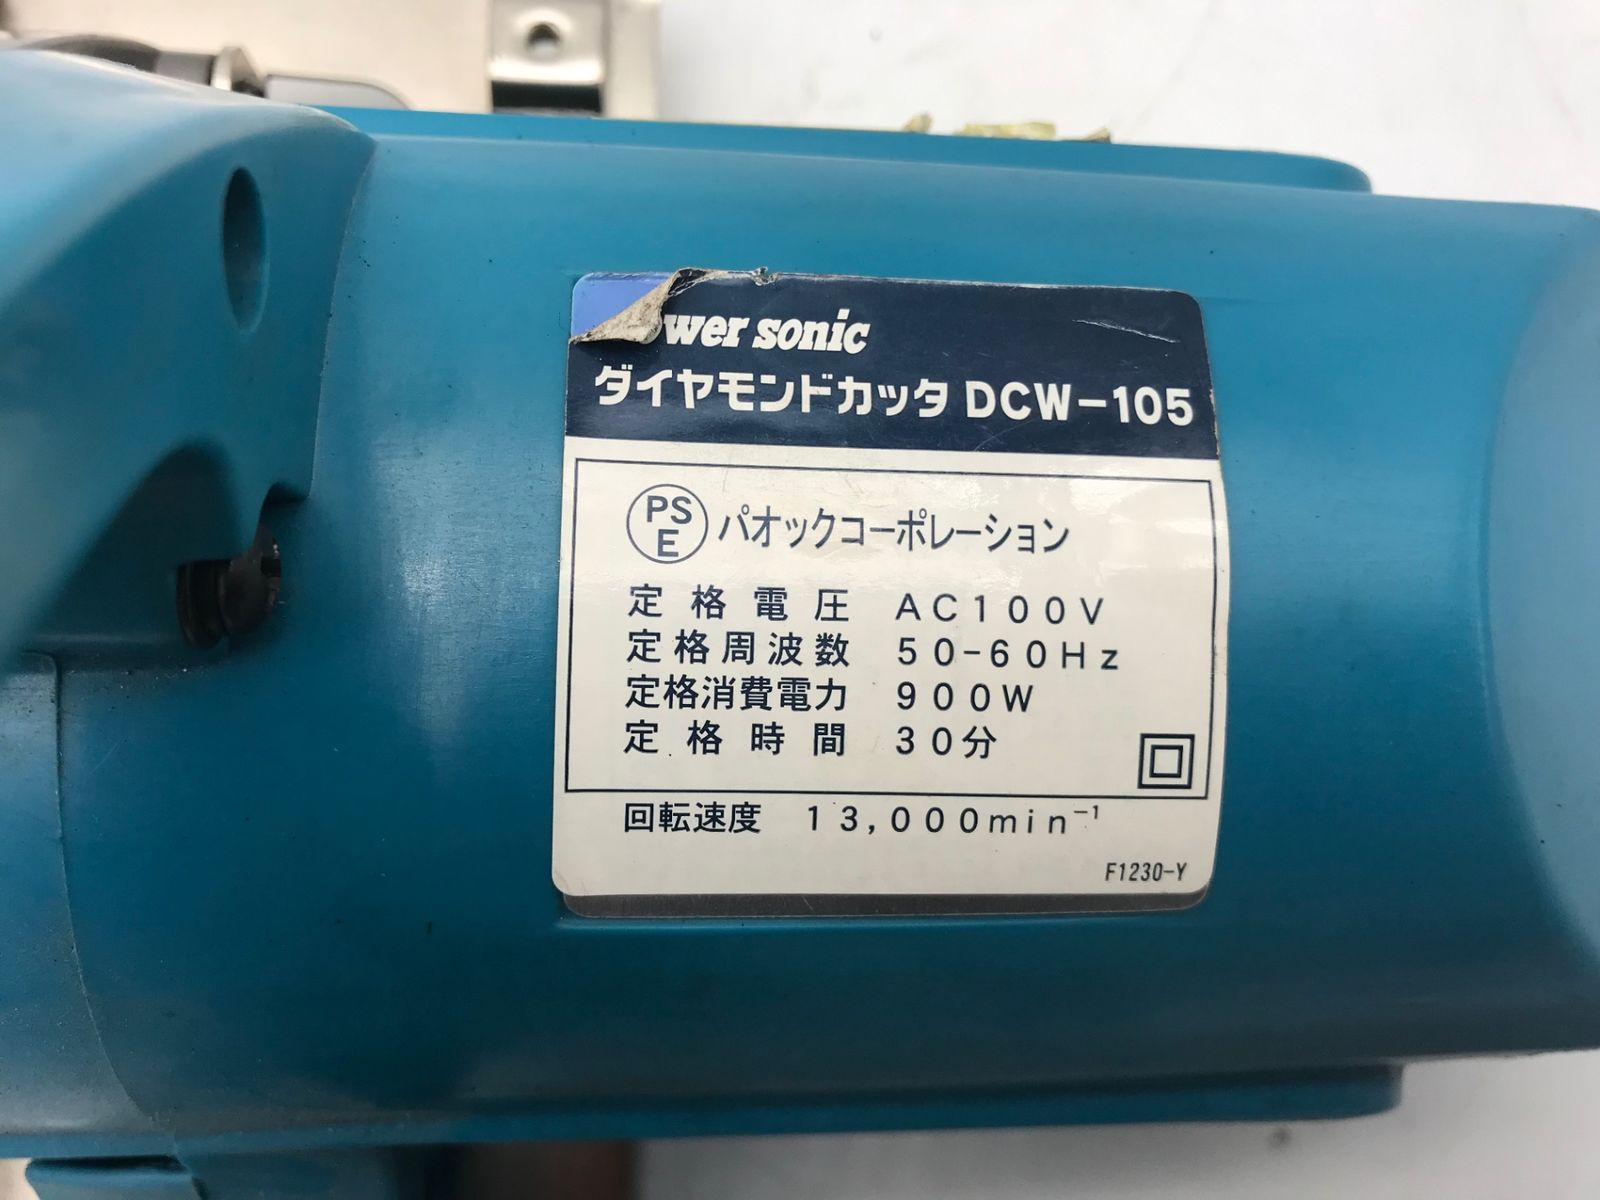 wer sonic
ダイヤモンドカッタ DCW-105
PS
E
パオックコーポレーション
定格電圧 AC100V
定格周波数 50-60Hz
定格消費電力 900W
定格時間 30分
回転速度 13,000min⁻¹
F1230-Y